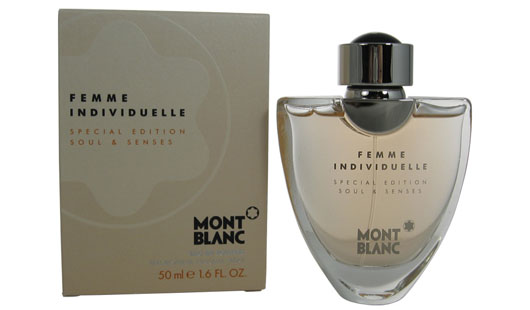 FEMME
INDIVIDUELLE
SPECIAL EDITION
SOUL & SENSES
MONT
BLANC
50 ml e 1.6 FL. OZ.
FEMME
INDIVIDUELLE
SPECIAL EDITION
SOUL & SENSES
MONT
BLANC